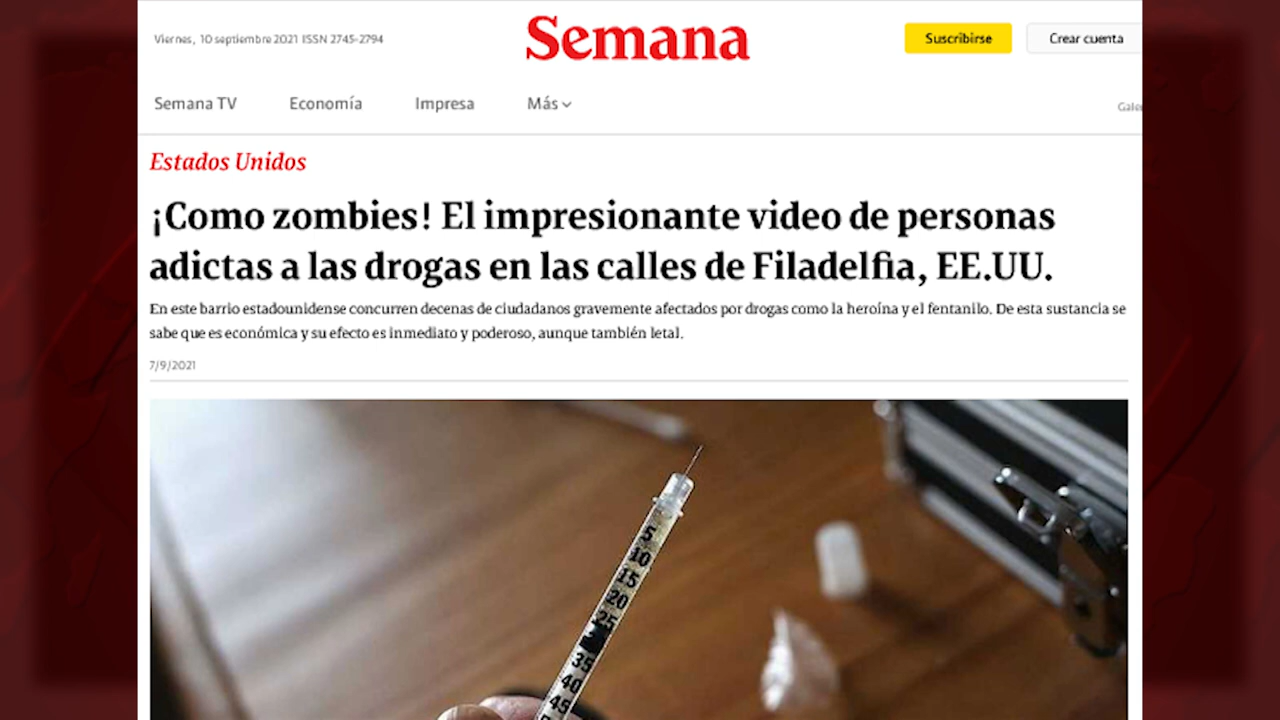 Viernes, 10 septiembre 2021 ISSN 2745-2794
Semana
Suscribirse
Crear cuenta
Semana TV
Economía
Impresa
Más
Estados Unidos
¡Como zombies! El impresionante video de personas
adictas a las drogas en las calles de Filadelfia, EE.UU.
En este barrio estadounidense concurren decenas de ciudadanos gravemente afectados por drogas como la heroína y el fentanilo. De esta sustancia se
sabe que es económica y su efecto es inmediato y poderoso, aunque también letal.
7/9/2021
5
10
15
20
25
35
40
45